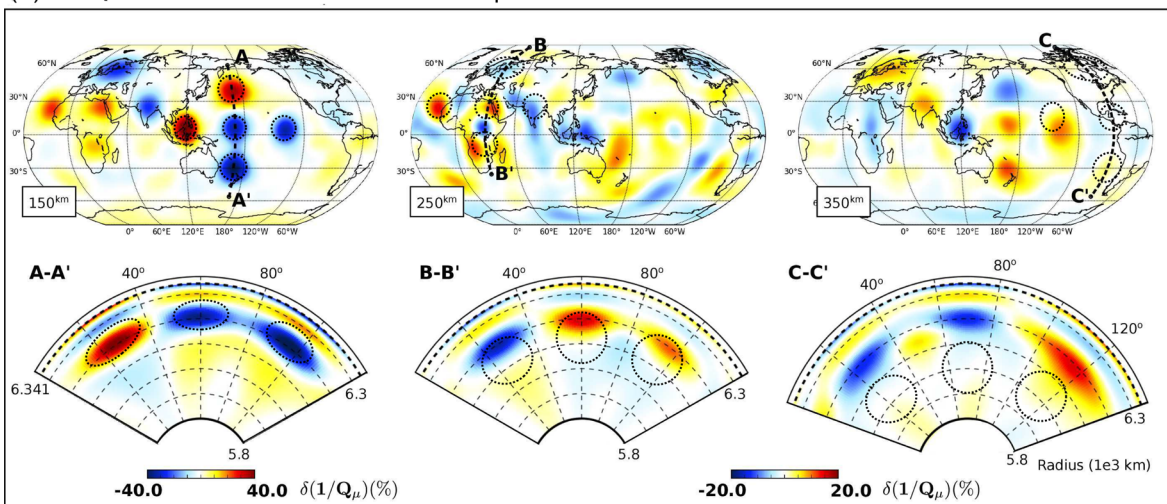 A
B
C
60°N
60°N
60°N
30°N
30°N
30°N
0°
0°
0°
30°S
30°S
30°S
A'
B'
C'
150km
250km
350km
0° 60°E 120°E 180° 120°W 60°W
0° 60°E 120°E 180° 120°W 60°W
0° 60°E 120°E 180° 120°W 60°W
A-A' 40° 80°
B-B' 40° 80°
C-C' 40° 80° 120°
6.341 6.3
6.3
6.3
5.8
5.8
5.8 Radius (1e3 km)
-40.0 40.0 δ(1/Qμ)(%)
-20.0 20.0 δ(1/Qμ)(%)